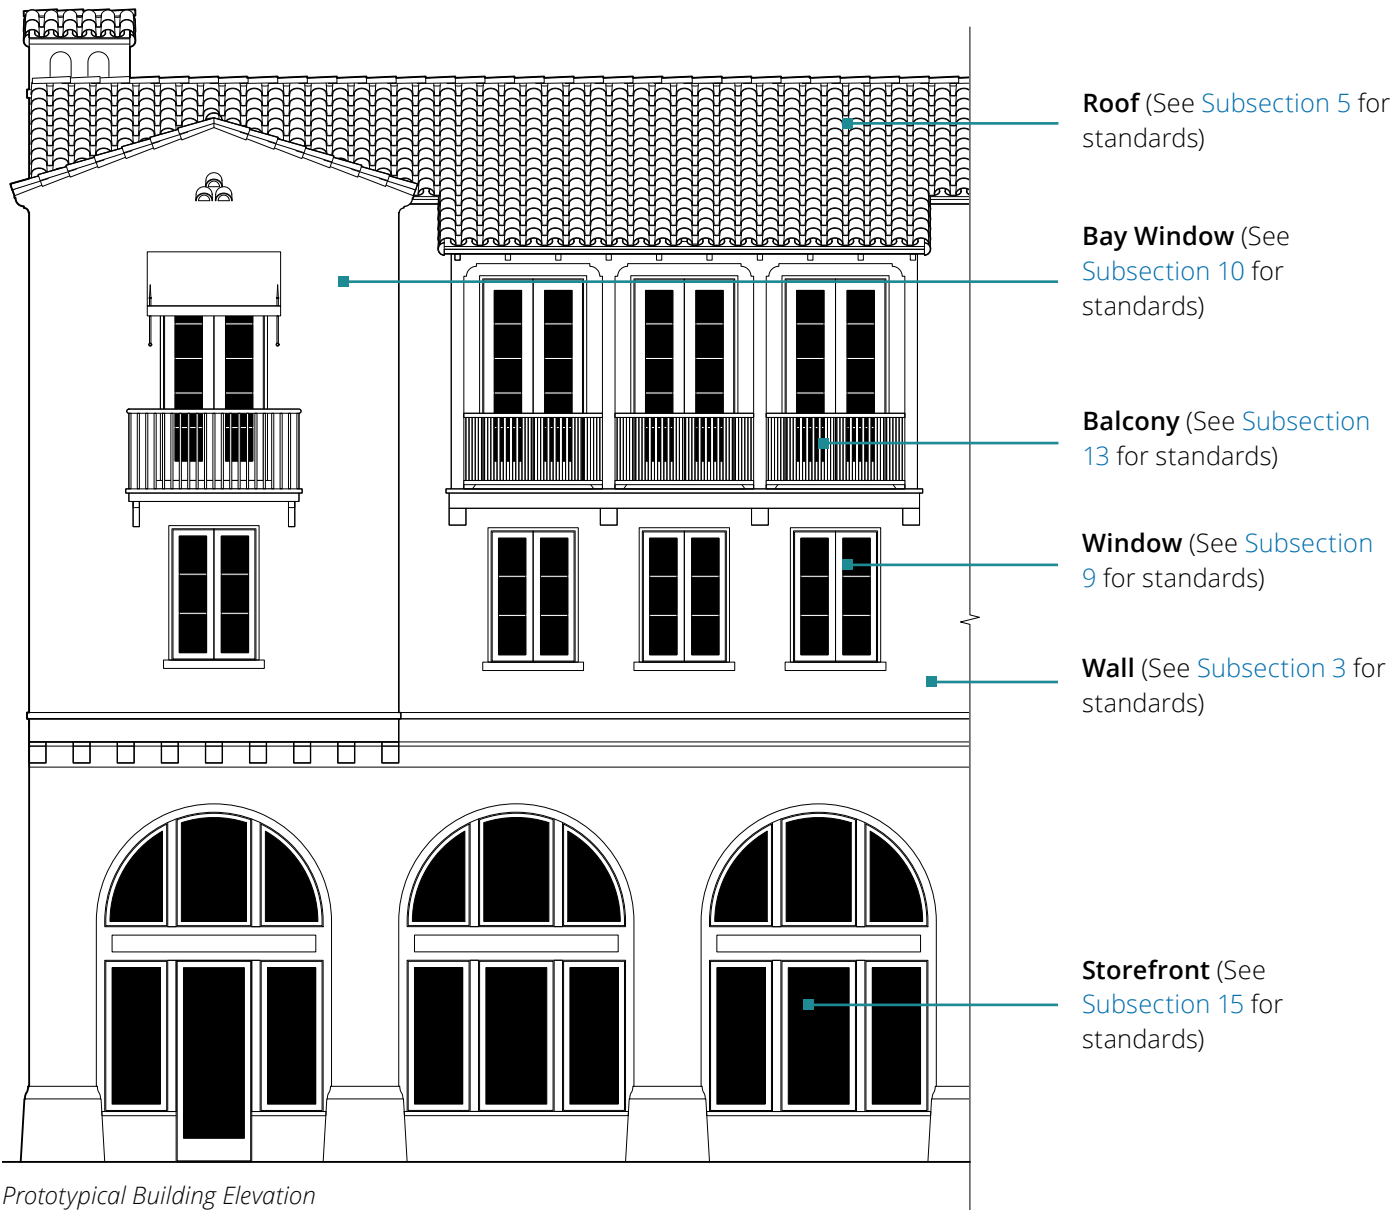 Roof (See Subsection 5 for
standards)
Bay Window (See
Subsection 10 for
standards)
Balcony (See Subsection
13 for standards)
Window (See Subsection
9 for standards)
Wall (See Subsection 3 for
standards)
Storefront (See
Subsection 15 for
standards)
Prototypical Building Elevation